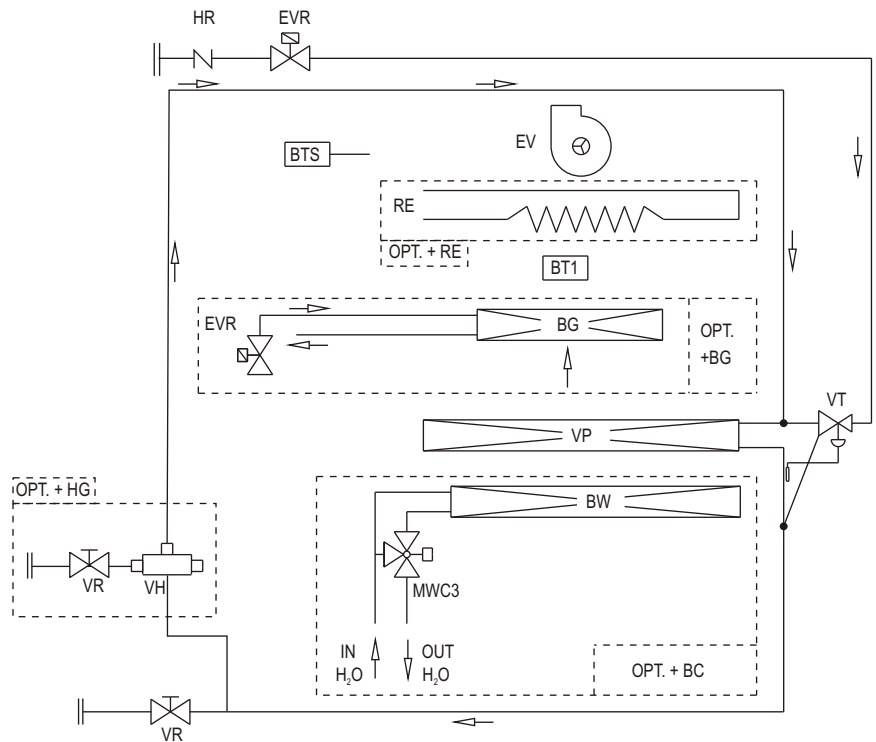 HR
EVR
EV
BTS
RE
OPT. + RE
BT1
EVR
BG
OPT.
+BG
VT
VP
OPT. + HG
BW
VR
VH
MWC3
IN
H₂O
OUT
H₂O
OPT. + BC
VR